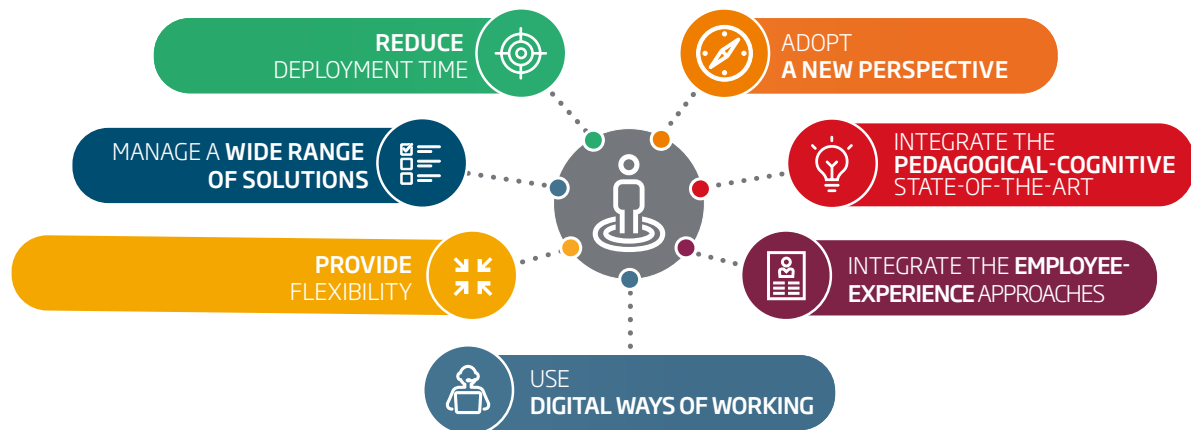 REDUCE
DEPLOYMENT TIME
ADOPT
A NEW PERSPECTIVE
MANAGE A WIDE RANGE
OF SOLUTIONS
INTEGRATE THE
PEDAGOGICAL-COGNITIVE
STATE-OF-THE-ART
PROVIDE
FLEXIBILITY
INTEGRATE THE EMPLOYEE-
EXPERIENCE APPROACHES
USE
DIGITAL WAYS OF WORKING